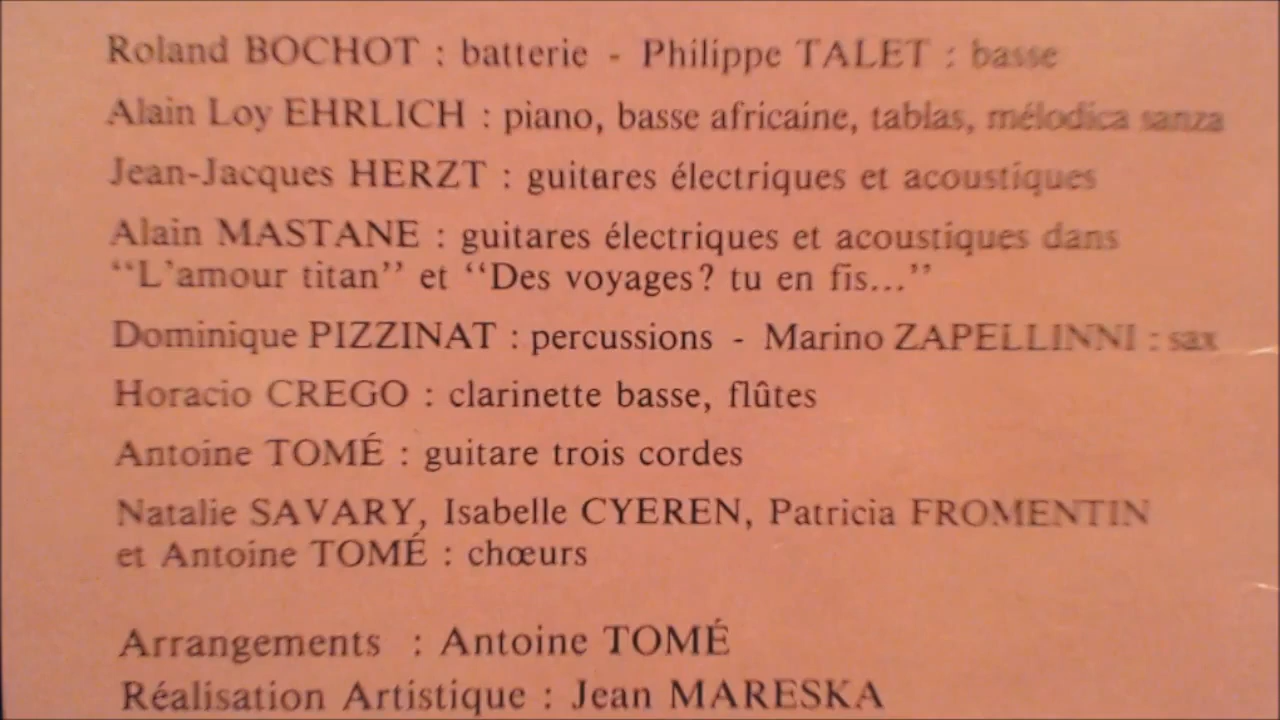 Roland BOCHOT : batterie - Philippe TALET : basse
Alain Loy EHRLICH : piano, basse africaine, tablas, mélodica sanza
Jean-Jacques HERZT : guitares électriques et acoustiques
Alain MASTANE : guitares électriques et acoustiques dans
“L’amour titan” et “Des voyages? tu en fis...”
Dominique PIZZINAT : percussions - Marino ZAPELLINNI : sax
Horacio CREGO : clarinette basse, flûtes
Antoine TOMÉ : guitare trois cordes
Natalie SAVARY, Isabelle CYEREN, Patricia FROMENTIN
et Antoine TOMÉ : chœurs
Arrangements : Antoine TOMÉ
Réalisation Artistique : Jean MARESKA